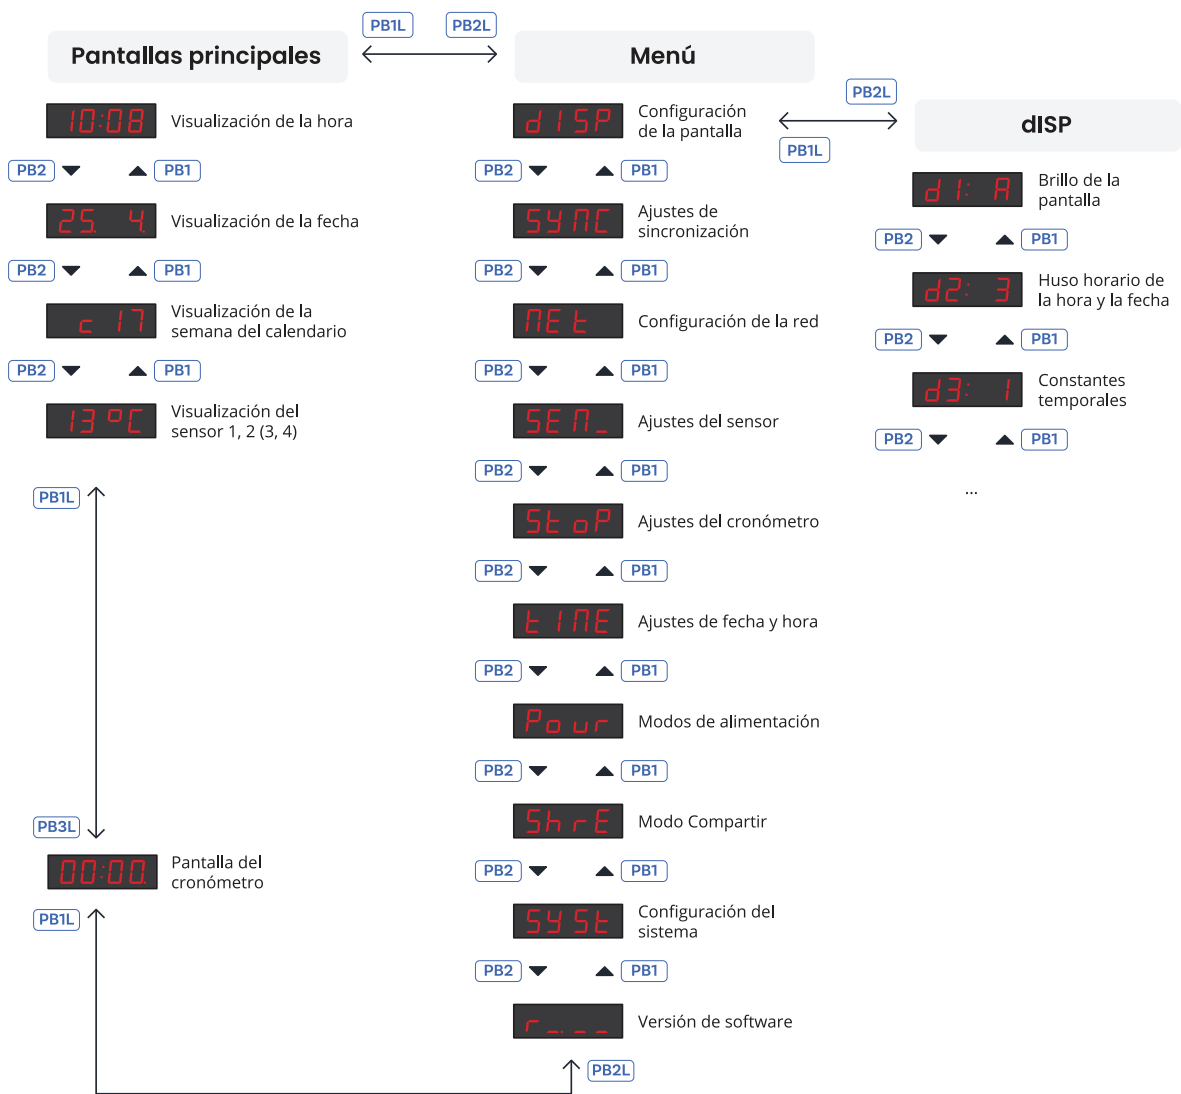 PB1L PB2L
Pantallas principales
Menú
10:08
Visualización de la hora
PB2 PB1
25. 4.
Visualización de la fecha
PB2 PB1
c 17
Visualización de la
semana del calendario
PB2 PB1
13 °C
Visualización del
sensor 1, 2 (3, 4)
PB1L
PB3L
00:00.
Pantalla del
cronómetro
PB1L
dISP
Configuración
de la pantalla
PB2 PB1
SYNC
Ajustes de
sincronización
PB2 PB1
NEt
Configuración de la red
PB2 PB1
SEN_
Ajustes del sensor
PB2 PB1
StoP
Ajustes del cronómetro
PB2 PB1
tIME
Ajustes de fecha y hora
PB2 PB1
Pour
Modos de alimentación
PB2 PB1
ShrE
Modo Compartir
PB2 PB1
SYSt
Configuración del
sistema
PB2 PB1
r _._ _
Versión de software
PB2L
PB2L
PB1L
dISP
d1: A
Brillo de la
pantalla
PB2 PB1
d2: 3
Huso horario de
la hora y la fecha
PB2 PB1
d3: 1
Constantes
temporales
PB2 PB1
...